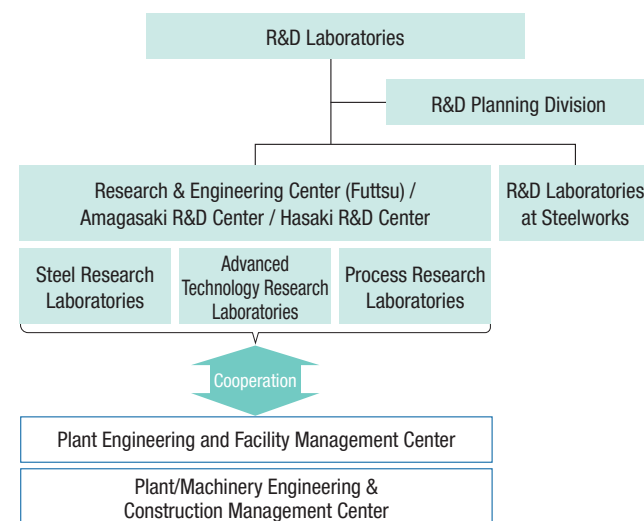 R&D Laboratories
R&D Planning Division
Research & Engineering Center (Futtsu) /
Amagasaki R&D Center / Hasaki R&D Center
R&D Laboratories
at Steelworks
Steel Research
Laboratories
Advanced
Technology Research
Laboratories
Process Research
Laboratories
Cooperation
Plant Engineering and Facility Management Center
Plant/Machinery Engineering &
Construction Management Center